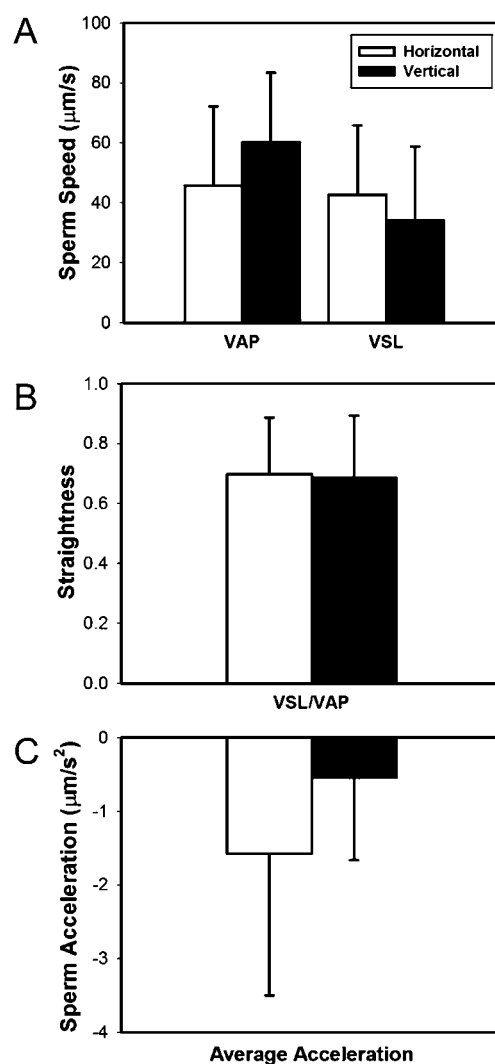 A
Sperm Speed (μm/s)
100
80
60
40
20
0
Horizontal
Vertical
VAP VSL
B
Straightness
1.0
0.8
0.6
0.4
0.2
0.0
VSL/VAP
C
Sperm Acceleration (μm/s²)
0
-1
-2
-3
-4
Average Acceleration